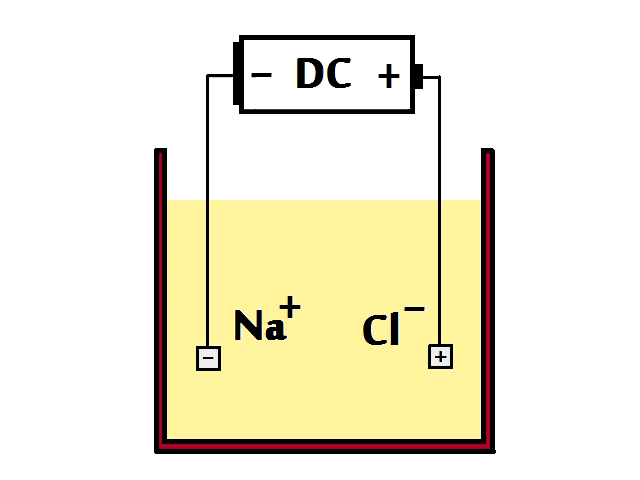 − DC +
Na⁺ Cl⁻
− +